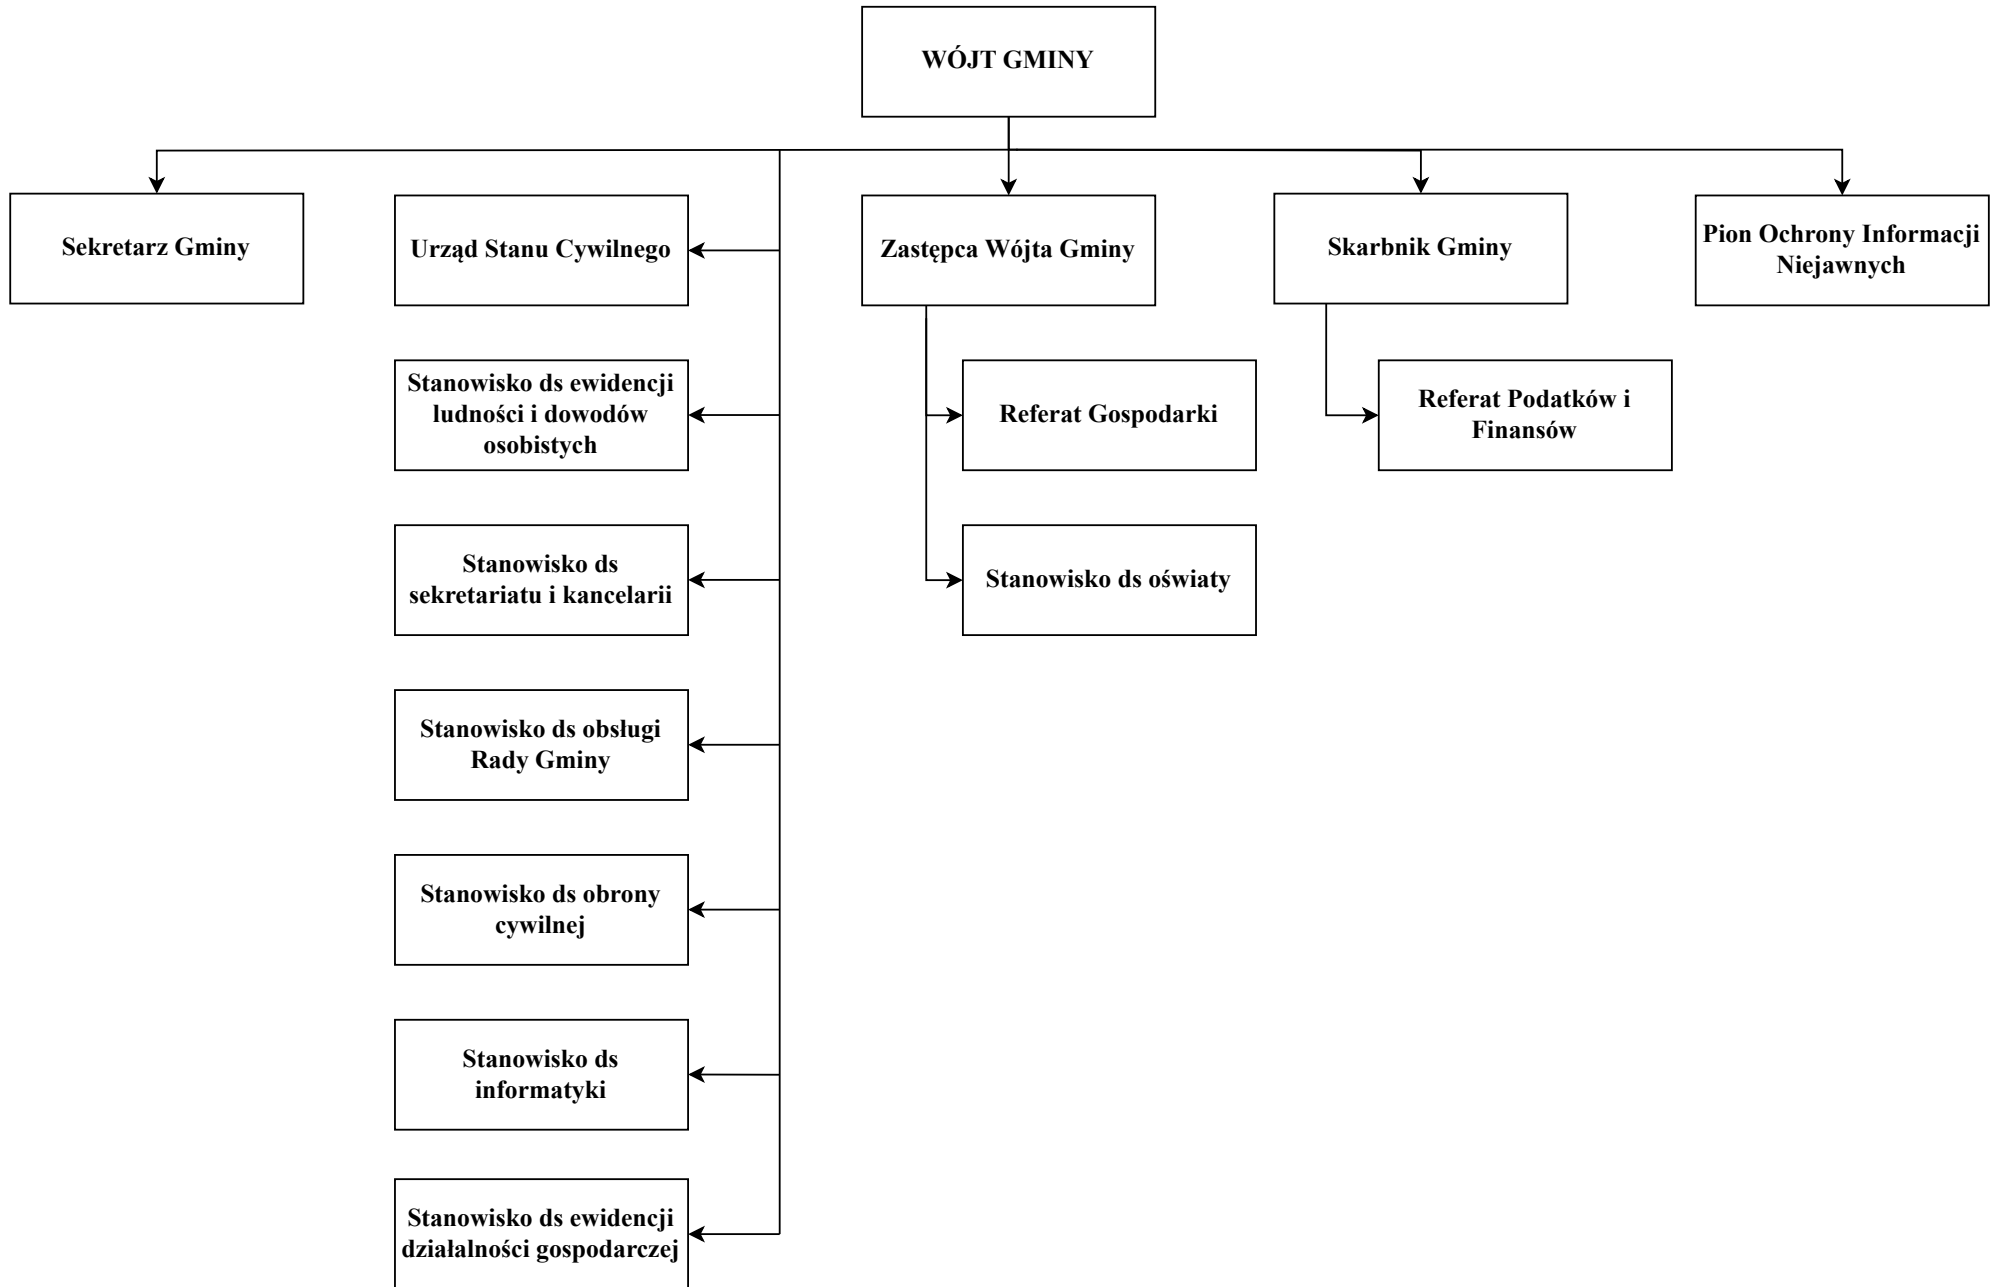 WÓJT GMINY
Sekretarz Gminy
Urząd Stanu Cywilnego
Zastępca Wójta Gminy
Skarbnik Gminy
Pion Ochrony Informacji
Niejawnych
Stanowisko ds ewidencji
ludności i dowodów
osobistych
Referat Gospodarki
Referat Podatków i
Finansów
Stanowisko ds
sekretariatu i kancelarii
Stanowisko ds oświaty
Stanowisko ds obsługi
Rady Gminy
Stanowisko ds obrony
cywilnej
Stanowisko ds
informatyki
Stanowisko ds ewidencji
działalności gospodarczej